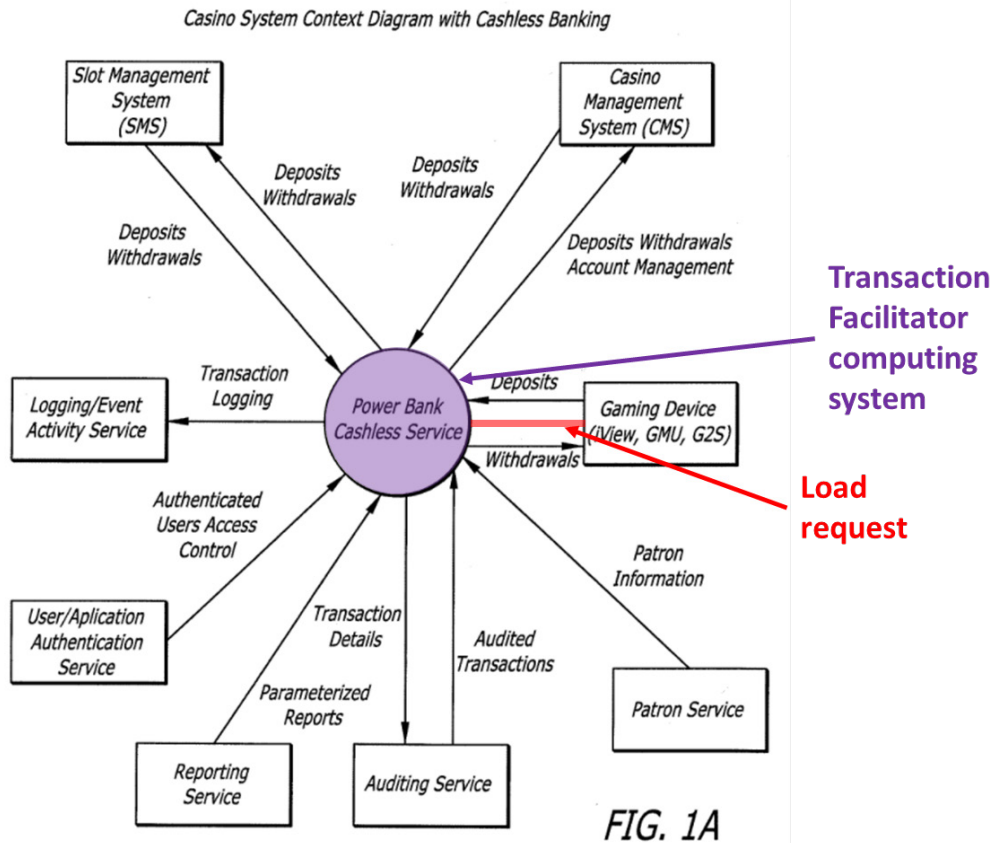 Casino System Context Diagram with Cashless Banking
Slot Management
System
(SMS)
Casino
Management
System (CMS)
Deposits
Withdrawals
Deposits
Withdrawals
Deposits
Withdrawals
Deposits Withdrawals
Account Management
Transaction
Facilitator
computing
system
Transaction
Logging
Deposits
Logging/Event
Activity Service
Power Bank
Cashless Service
Gaming Device
(iView, GMU, G2S)
Withdrawals
Load
request
Authenticated
Users Access
Control
Patron
Information
User/Aplication
Authentication
Service
Transaction
Details
Audited
Transactions
Parameterized
Reports
Patron Service
Reporting
Service
Auditing Service
FIG. 1A